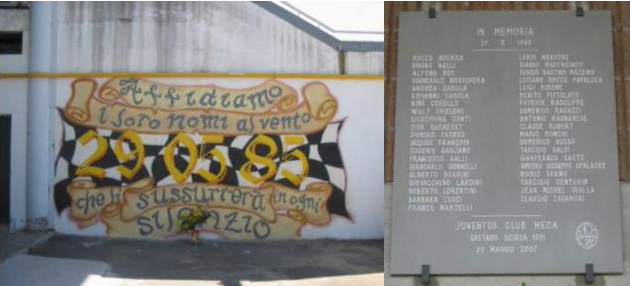 Affidiamo
i loro nomi al vento
29 05 85
che li sussurrerà in ogni
silenzio
IN MEMORIA
29 - 5 - 1985
ROCCO ACERRA
BRUNO BALLI
ALFONS BOS
GIANCARLO BRUSCHERA
ANDREA CASULA
GIOVANNI CASULA
NINO CERULLO
WILLY CHIELENS
GIUSEPPINA CONTI
DIRK DAENECKY
DIONISIO FABBRO
JACQUES FRANÇOIS
EUGENIO GAGLIANO
FRANCESCO GALLI
GIANCARLO GONNELLI
ALBERTO GUARINI
GIOVACCHINO LANDINI
ROBERTO LORENTINI
BARBARA LUSCI
FRANCO MARTELLI
LORIS MESSORE
GIANNI MASTROIACO
SERGIO BASTINO MAZZINO
LUCIANO ROCCO PAPALUCA
LUIGI PIDONE
BENITO PISTOLATO
PATRICK RADCLIFFE
DOMENICO RAGAZZI
ANTONIO RAGNANESE
CLAUDE ROBERT
MARIO RONCHI
DOMENICO RUSSO
TARCISIO SALVI
GIANFRANCO SARTO
AMEDEO GIUSEPPE SPALAORE
MARIO SPANU
TARCISIO VENTURIN
JEAN MICHEL WALLA
CLAUDIO ZAVARONI
JUVENTUS CLUB MEDA
GAETANO SCIREA
22 MAGGIO 2007